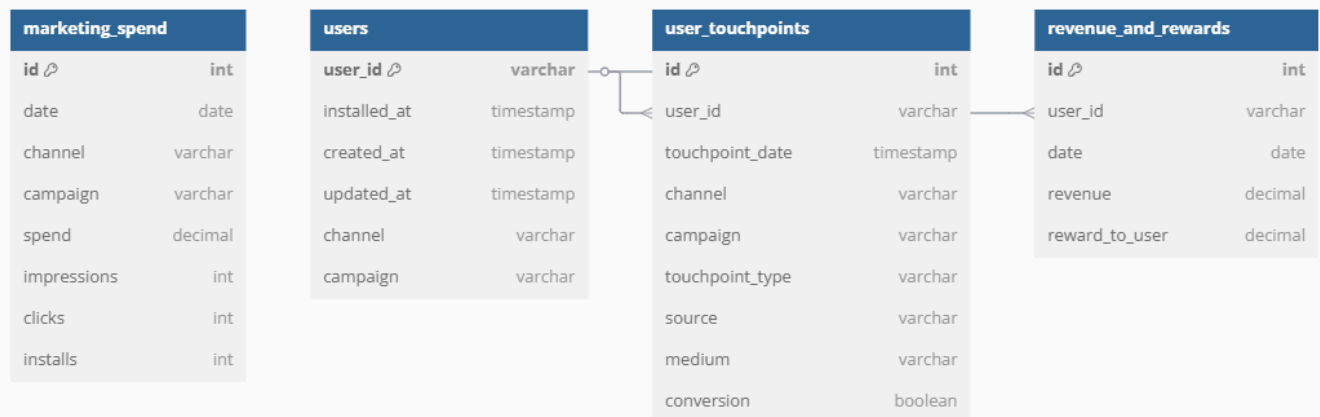 marketing_spend
id int
date date
channel varchar
campaign varchar
spend decimal
impressions int
clicks int
installs int
users
user_id varchar
installed_at timestamp
created_at timestamp
updated_at timestamp
channel varchar
campaign varchar
user_touchpoints
id int
user_id varchar
touchpoint_date timestamp
channel varchar
campaign varchar
touchpoint_type varchar
source varchar
medium varchar
conversion boolean
revenue_and_rewards
id int
user_id varchar
date date
revenue decimal
reward_to_user decimal